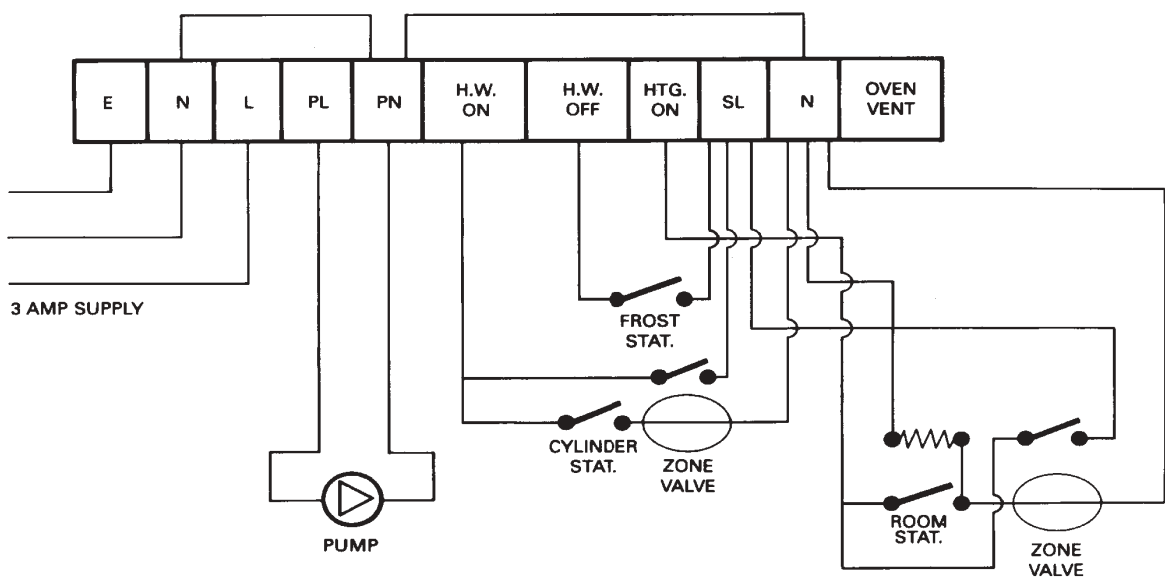 E
N
L
PL
PN
H.W.
ON
H.W.
OFF
HTG.
ON
SL
N
OVEN
VENT
3 AMP SUPPLY
FROST
STAT.
CYLINDER
STAT.
ZONE
VALVE
PUMP
ROOM
STAT.
ZONE
VALVE